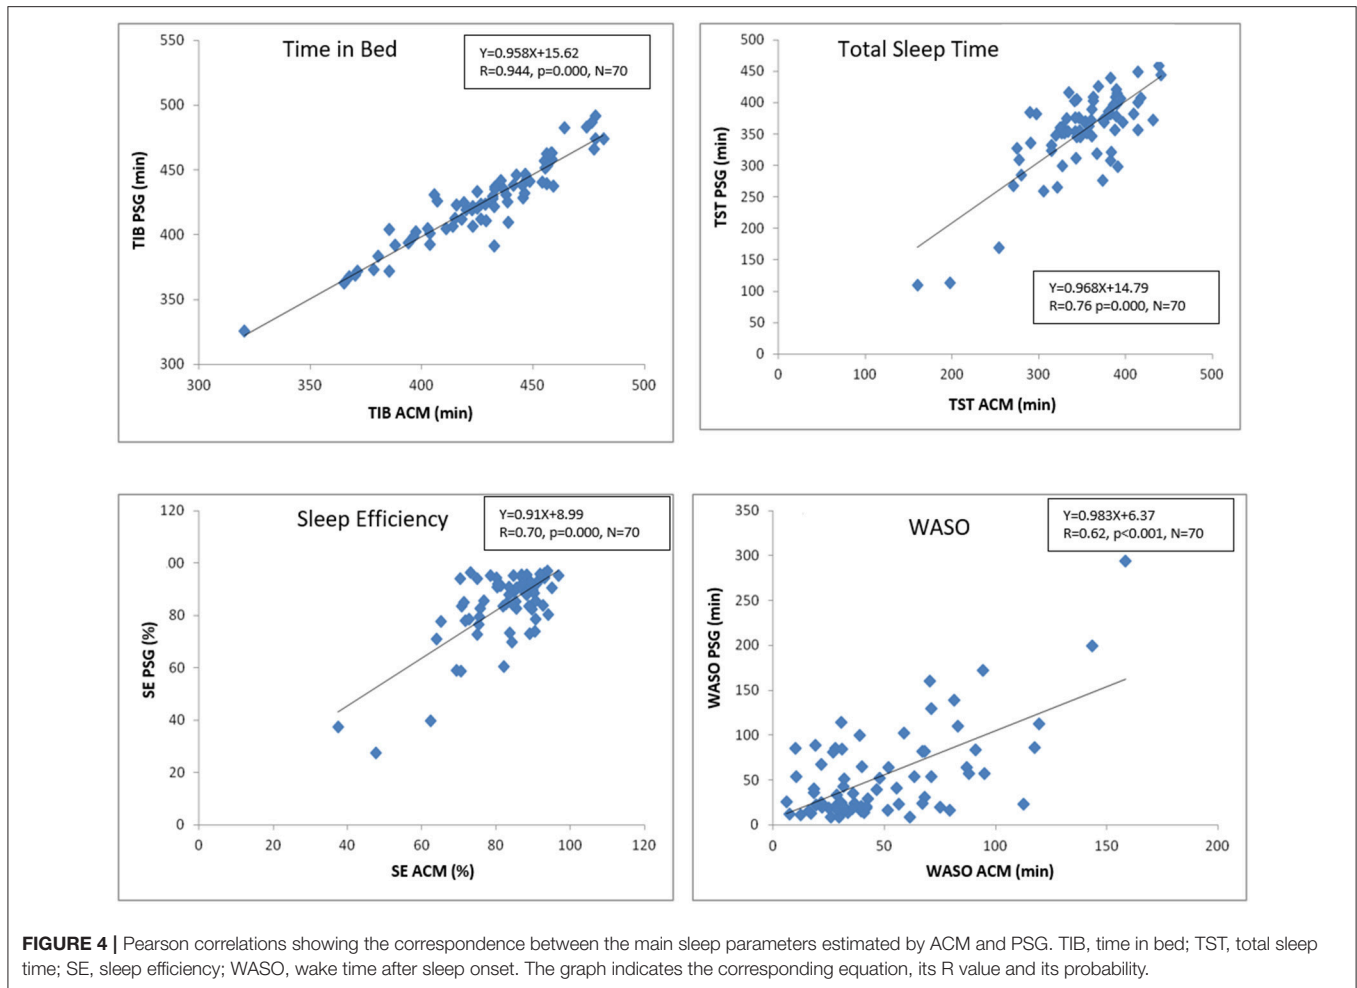 Time in Bed
Y=0.958X+15.62
R=0.944, p=0.000, N=70
550
500
450
400
350
300
TIB PSG (min)
300 350 400 450 500
TIB ACM (min)
Total Sleep Time
Y=0.968X+14.79
R=0.76 p=0.000, N=70
500
450
400
350
300
250
200
150
100
50
0
TST PSG (min)
0 100 200 300 400 500
TST ACM (min)
Sleep Efficiency
Y=0.91X+8.99
R=0.70, p=0.000, N=70
120
00
80
60
40
20
0
SE PSG (%)
0 20 40 60 80 100 120
SE ACM (%)
WASO
Y=0.983X+6.37
R=0.62, p<0.001, N=70
350
300
250
200
150
100
50
0
WASO PSG (min)
0 50 100 150 200
WASO ACM (min)
FIGURE 4 | Pearson correlations showing the correspondence between the main sleep parameters estimated by ACM and PSG. TIB, time in bed; TST, total sleep
time; SE, sleep efficiency; WASO, wake time after sleep onset. The graph indicates the corresponding equation, its R value and its probability.